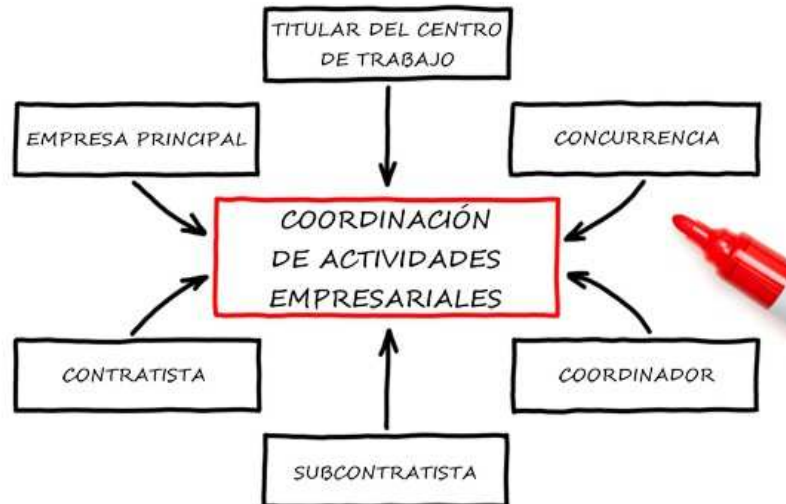 TITULAR DEL CENTRO
DE TRABAJO
EMPRESA PRINCIPAL
CONCURRENCIA
COORDINACIÓN
DE ACTIVIDADES
EMPRESARIALES
CONTRATISTA
COORDINADOR
SUBCONTRATISTA